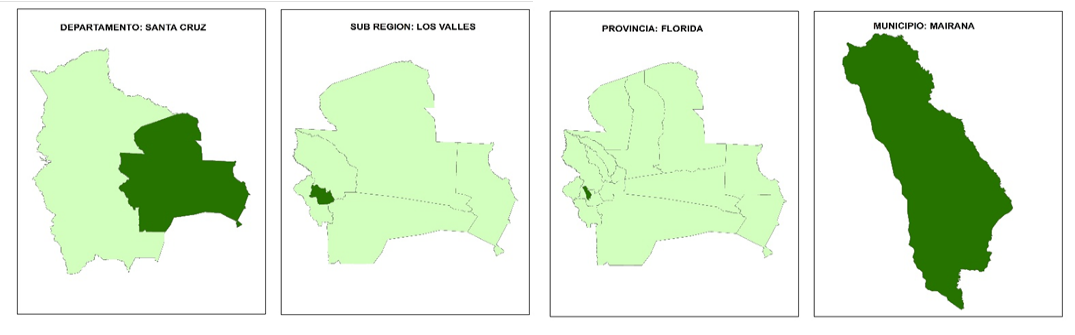 DEPARTAMENTO: SANTA CRUZ
SUB REGION: LOS VALLES
PROVINCIA: FLORIDA
MUNICIPIO: MAIRANA